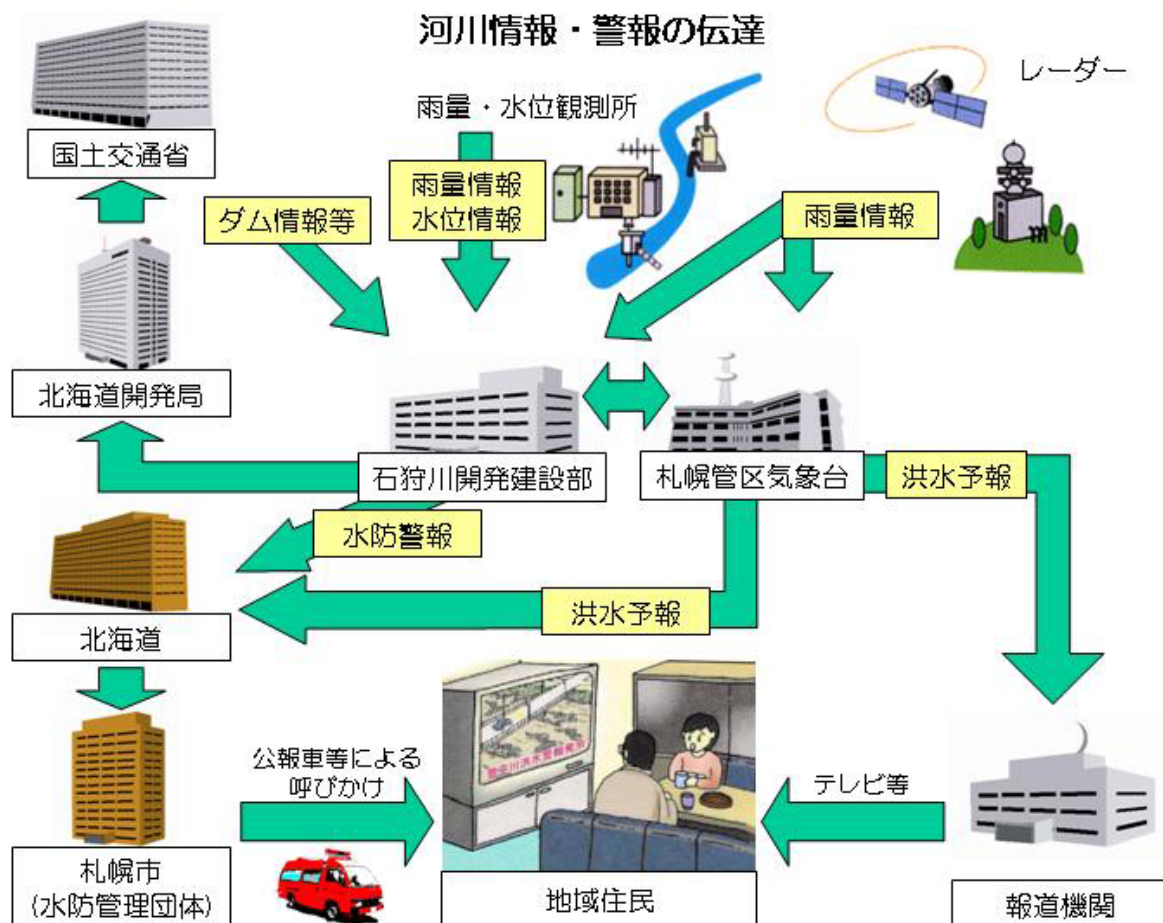 河川情報・警報の伝達
レーダー
雨量・水位観測所
国土交通省
ダム情報等
雨量情報
水位情報
雨量情報
北海道開発局
石狩川開発建設部
札幌管区気象台
洪水予報
水防警報
洪水予報
北海道
公報車等による
呼びかけ
テレビ等
札幌市
(水防管理団体)
地域住民
報道機関